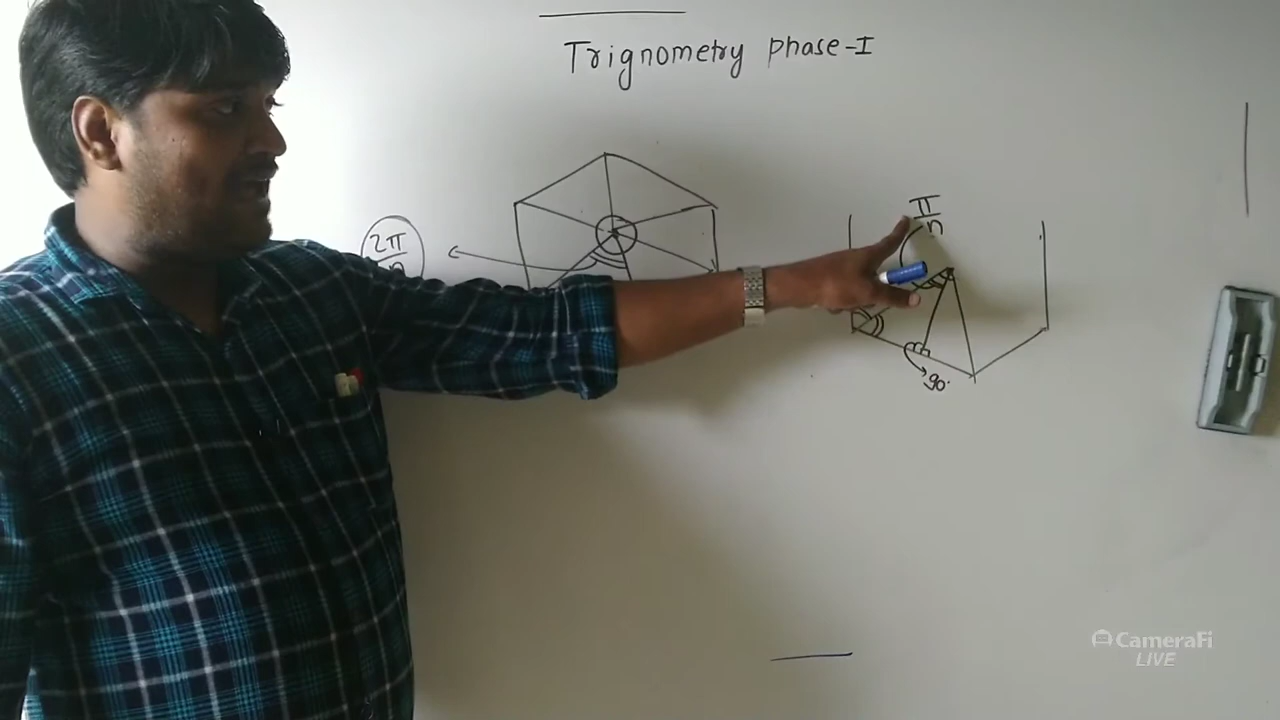 Trignometry phase-I
2π
n
π
n
90°
CameraFi
LIVE